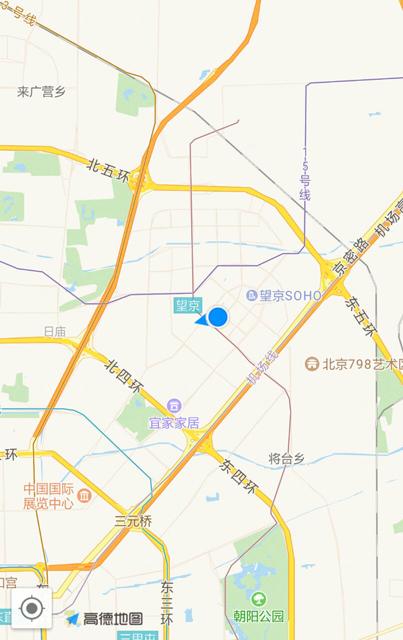 3号线
来广营乡
北五环
15号线
机场高
京密路
望京
望京SOHO
东五环
日庙
北四环
机场线
北京798艺术区
宜家家居
环
东四环
将台乡
中国国际
展览中心
三元桥
东三环
朝阳公园
高德地图
三里屯